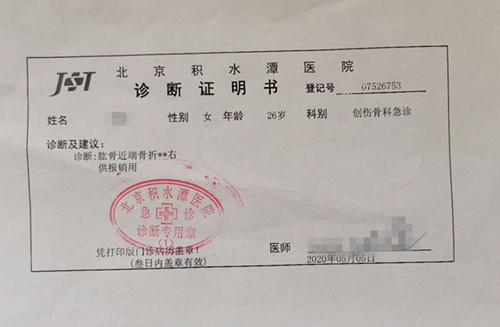 JST 北京积水潭医院
诊断证明书 登记号 G7526753
姓名 性别 女 年龄 26岁 科别 创伤骨科急诊
诊断及建议:
诊断:肱骨近端骨折**右
供报销用
北京积水潭医院
急 诊
诊断专用章
(1)
凭打印版门诊病历盖章!
医师
(叁日内盖章有效)
2020年05月05日